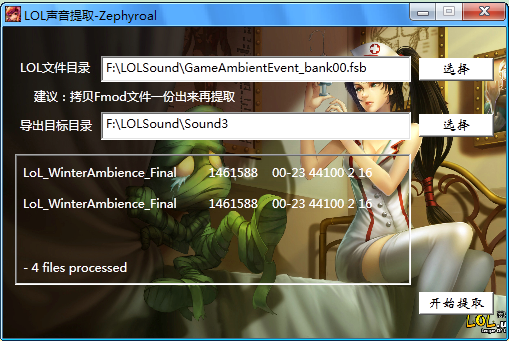 LOL声音提取-Zephyroal
LOL文件目录 F:\LOLSound\GameAmbientEvent_bank00.fsb 选择
建议：拷贝Fmod文件一份出来再提取
导出目标目录 F:\LOLSound\Sound3 选择
LoL_WinterAmbience_Final 1461588 00-23 44100 2 16
LoL_WinterAmbience_Final 1461588 00-23 44100 2 16
- 4 files processed
开始提取
LOL